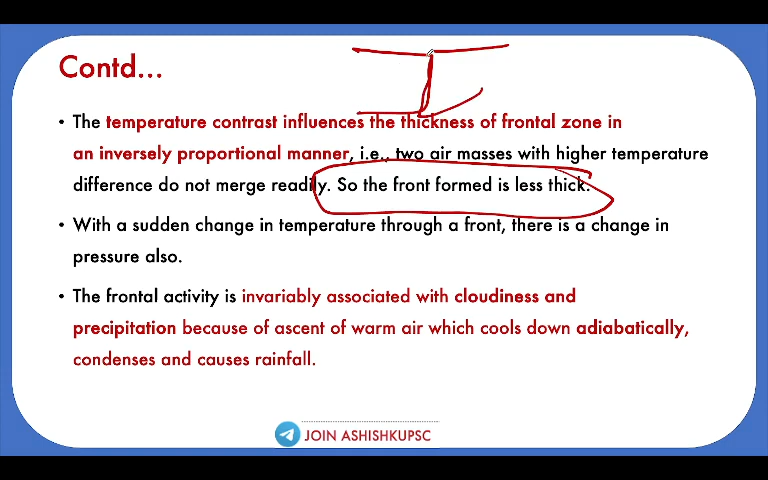 Contd...
• The temperature contrast influences the thickness of frontal zone in
an inversely proportional manner, i.e., two air masses with higher temperature
difference do not merge readily. So the front formed is less thick.
• With a sudden change in temperature through a front, there is a change in
pressure also.
• The frontal activity is invariably associated with cloudiness and
precipitation because of ascent of warm air which cools down adiabatically,
condenses and causes rainfall.
JOIN ASHISHKUPSC